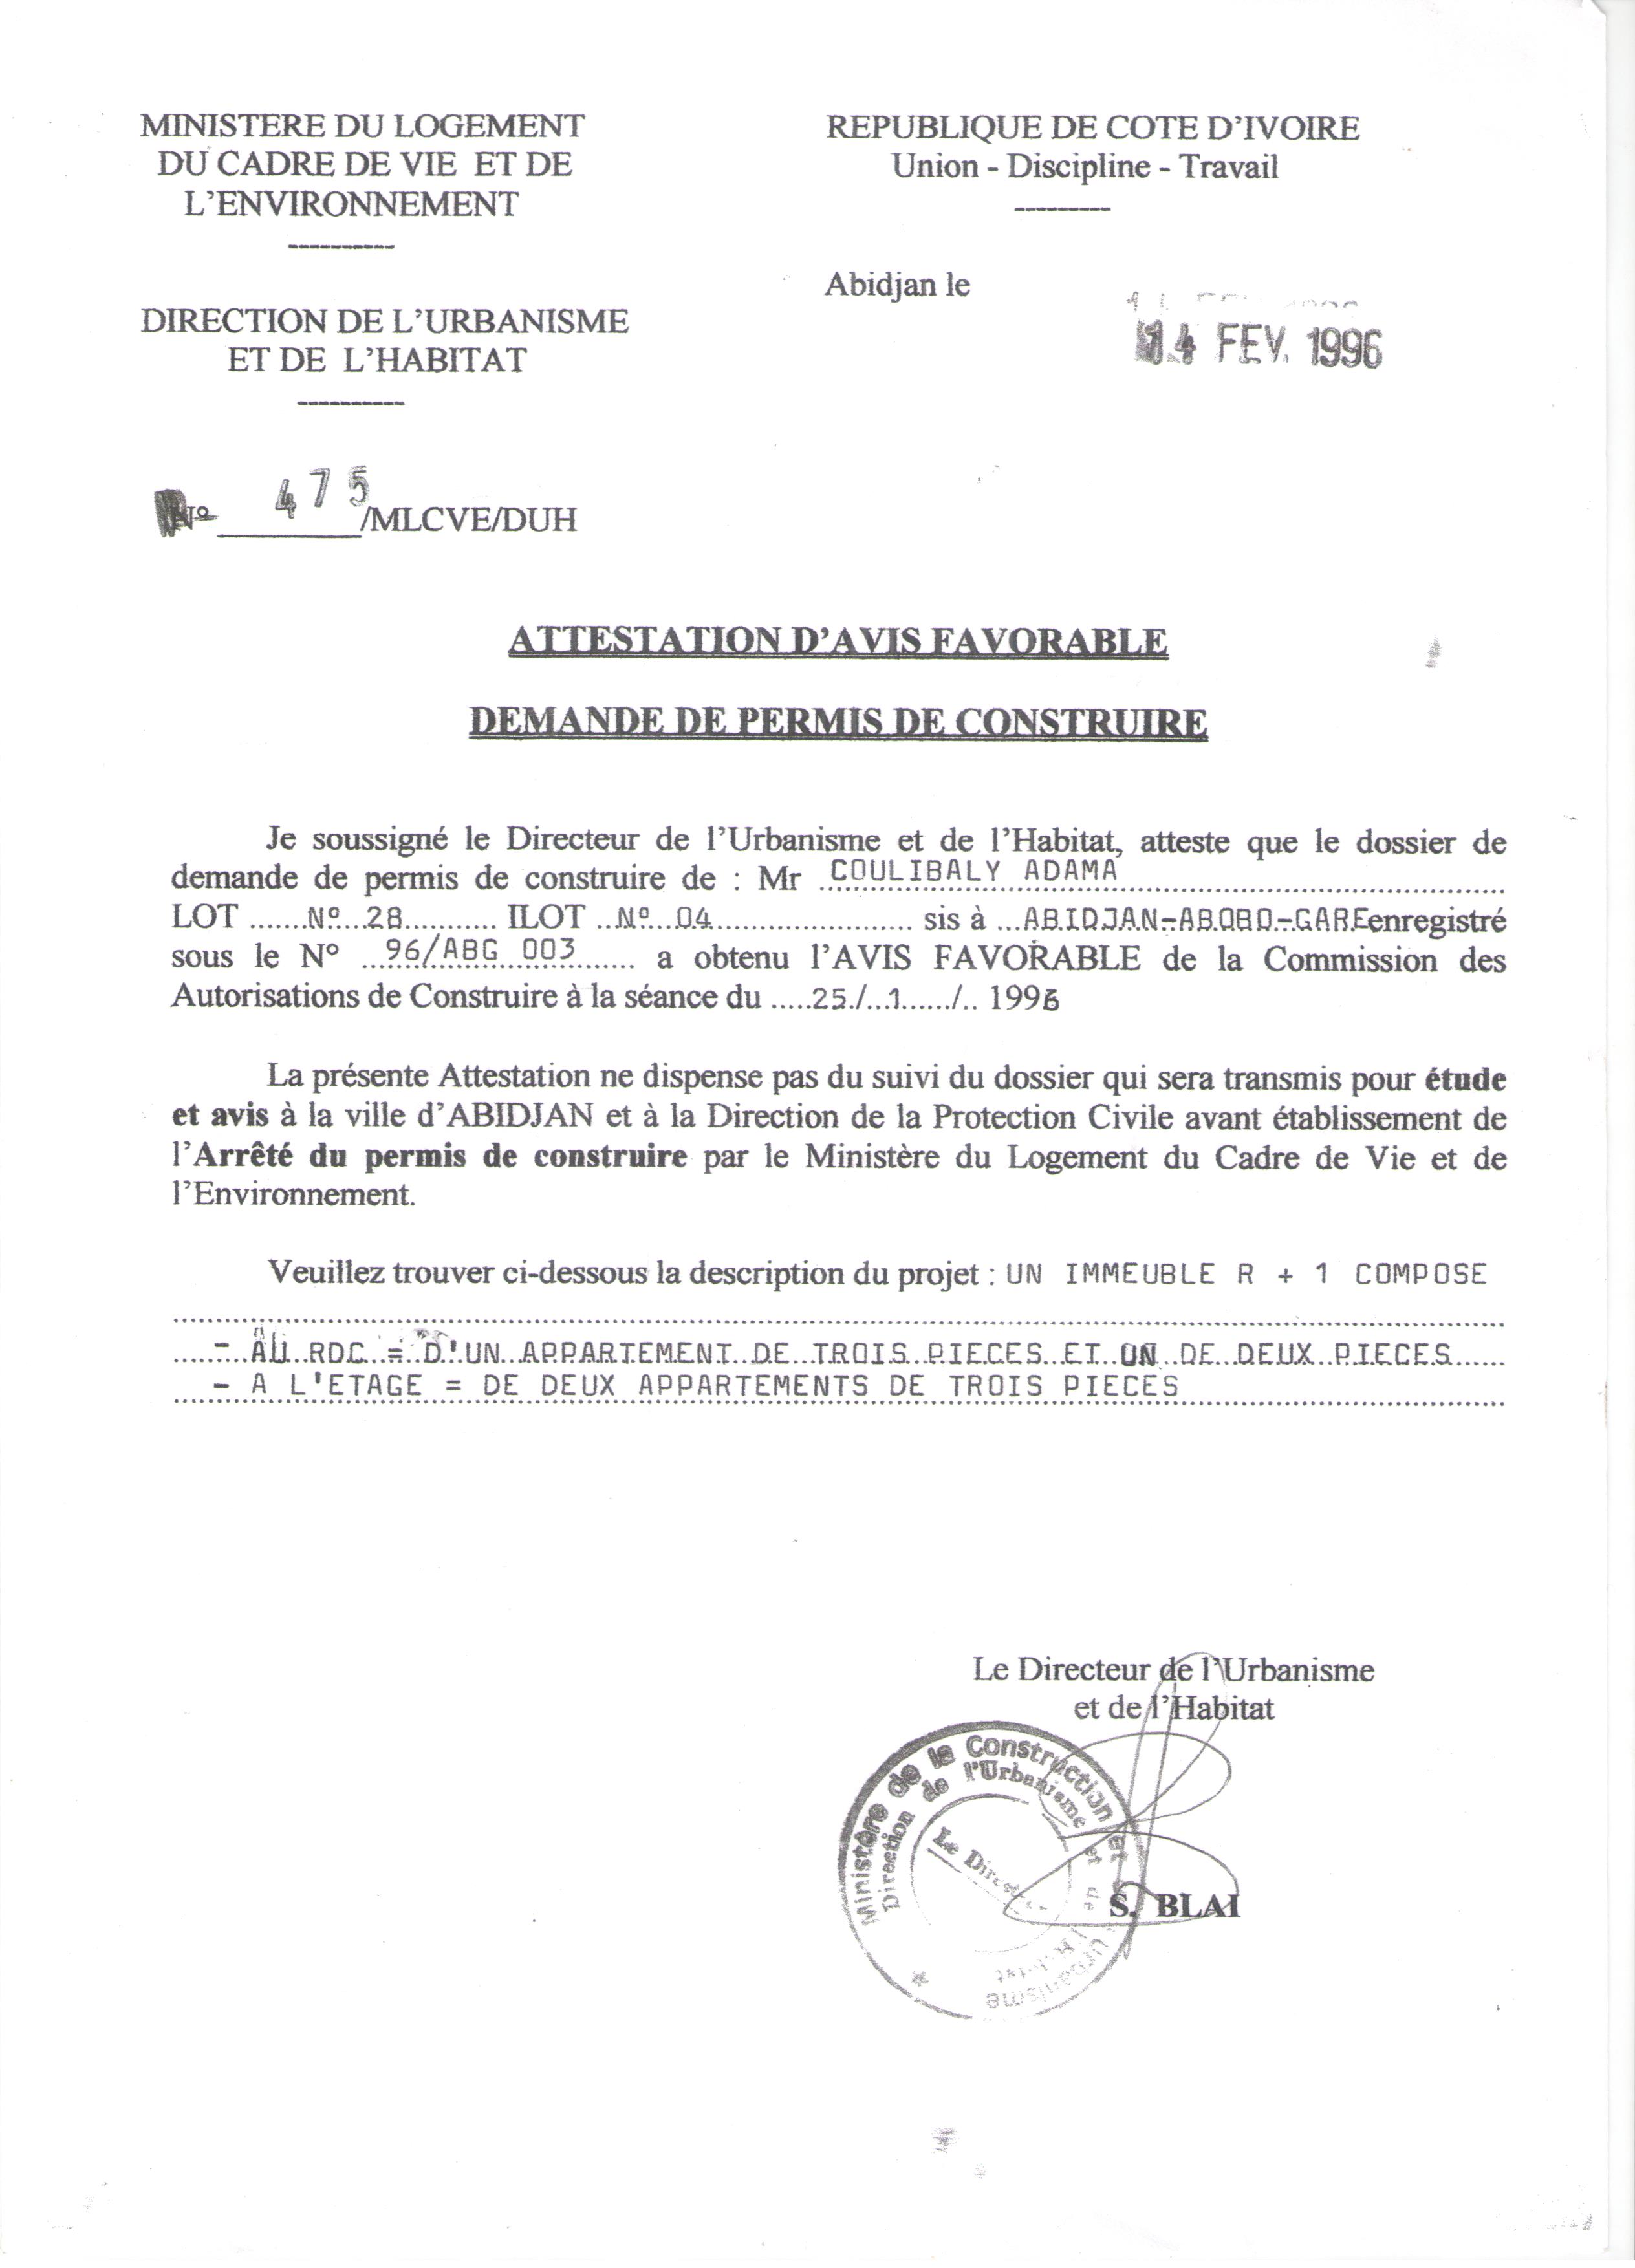 MINISTERE DU LOGEMENT
DU CADRE DE VIE ET DE
L'ENVIRONNEMENT
----------
DIRECTION DE L'URBANISME
ET DE L'HABITAT
----------
REPUBLIQUE DE COTE D'IVOIRE
Union - Discipline - Travail
---------
Abidjan le
14 FEV. 1996
N° 475/MLCVE/DUH
ATTESTATION D'AVIS FAVORABLE
DEMANDE DE PERMIS DE CONSTRUIRE
Je soussigné le Directeur de l'Urbanisme et de l'Habitat, atteste que le dossier de
demande de permis de construire de : Mr COULIBALY ADAMA
LOT N° 28 ILOT N° 04 sis à ABIDJAN-ABOBO-GARE enregistré
sous le N° 96/ABG 003 a obtenu l'AVIS FAVORABLE de la Commission des
Autorisations de Construire à la séance du 25/ 1 / 1996
La présente Attestation ne dispense pas du suivi du dossier qui sera transmis pour étude
et avis à la ville d'ABIDJAN et à la Direction de la Protection Civile avant établissement de
l'Arrêté du permis de construire par le Ministère du Logement du Cadre de Vie et de
l'Environnement.
Veuillez trouver ci-dessous la description du projet : UN IMMEUBLE R + 1 COMPOSE
- AU RDC = D'UN APPARTEMENT DE TROIS PIECES ET UN DE DEUX PIECES
- A L'ETAGE = DE DEUX APPARTEMENTS DE TROIS PIECES
Le Directeur de l'Urbanisme
et de l'Habitat
Ministère de la Construction et Urbanisme
Direction de l'Urbanisme et de l'Habitat
Le
S. BLAI